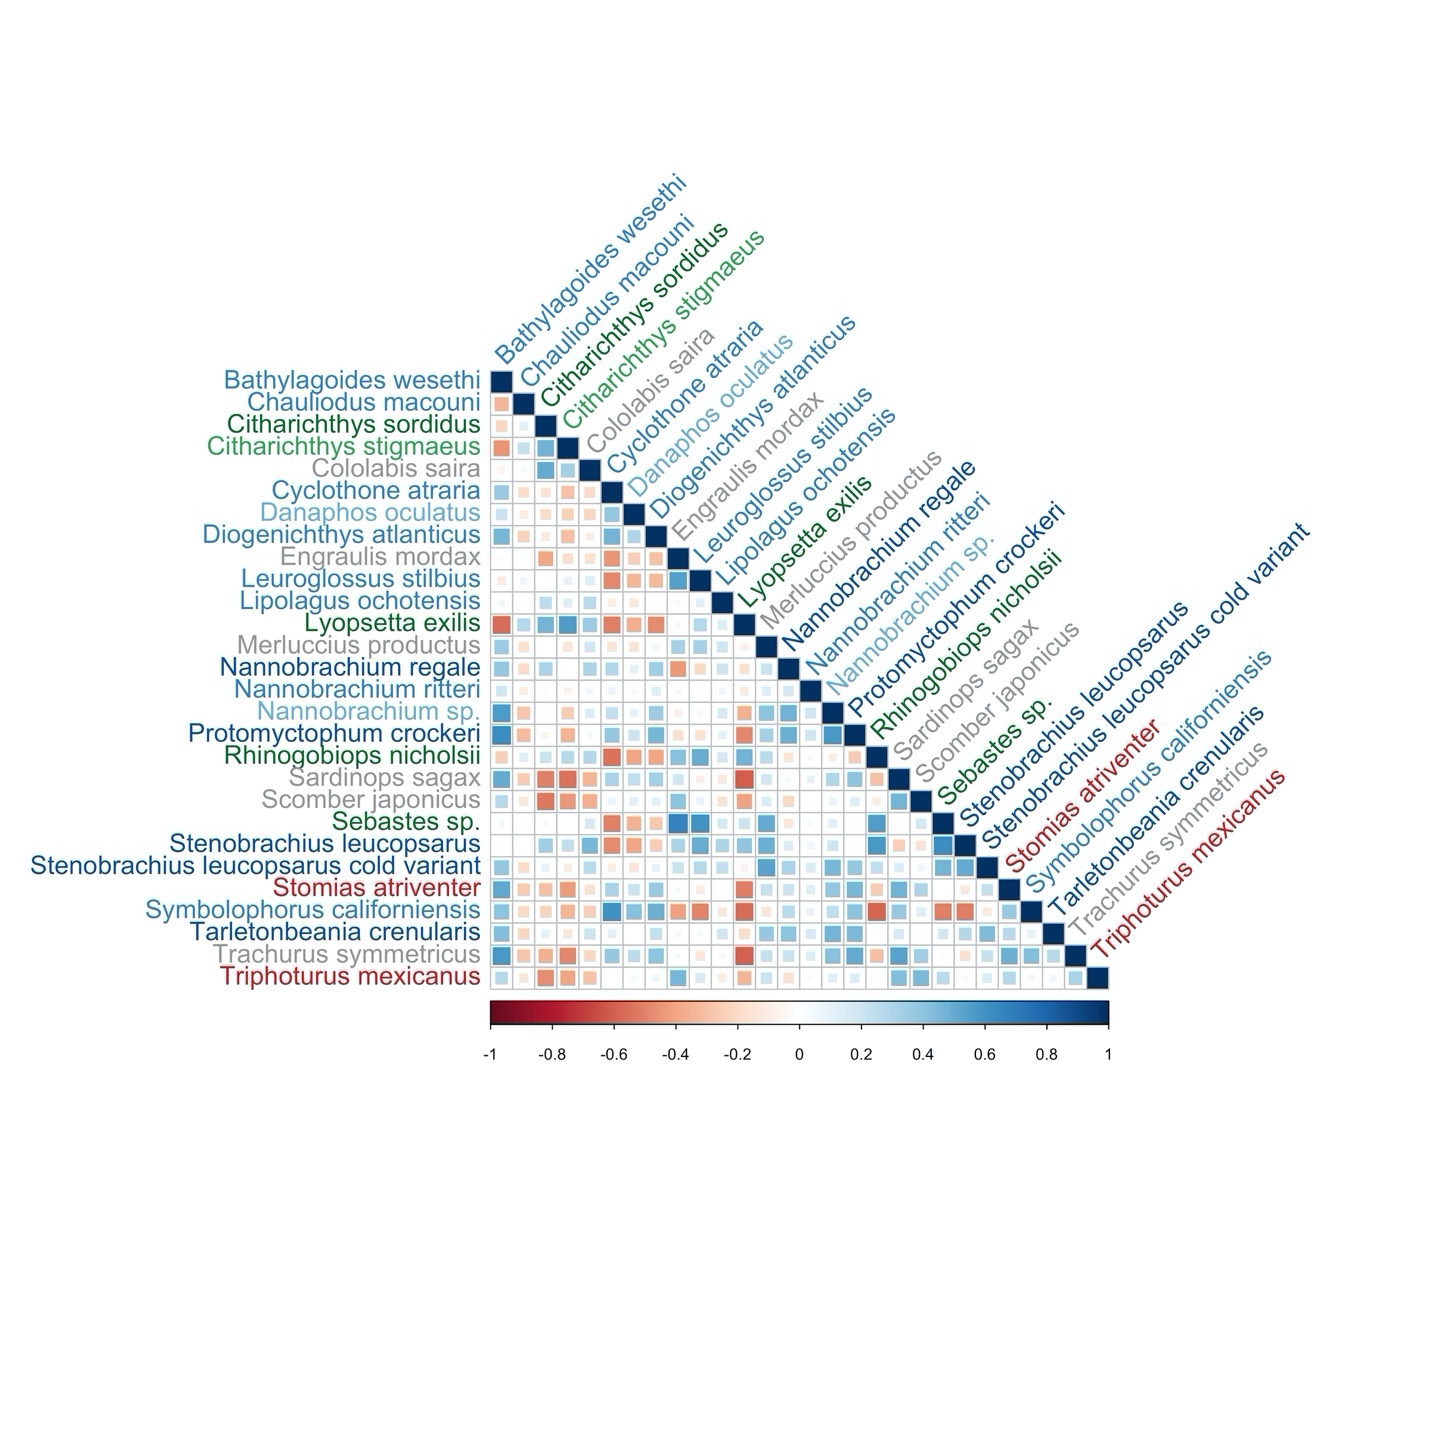 Bathylagoides wesethi
Chauliodus macouni
Citharichthys sordidus
Citharichthys stigmaeus
Cololabis saira
Cyclothone atraria
Danaphos oculatus
Diogenichthys atlanticus
Engraulis mordax
Leuroglossus stilbius
Lipolagus ochotensis
Lyopsetta exilis
Merluccius productus
Nannobrachium regale
Nannobrachium ritteri
Nannobrachium sp.
Protomyctophum crockeri
Rhinogobiops nicholsii
Sardinops sagax
Scomber japonicus
Sebastes sp.
Stenobrachius leucopsarus
Stenobrachius leucopsarus cold variant
Stomias atriventer
Symbolophorus californiensis
Tarletonbeania crenularis
Trachurus symmetricus
Triphoturus mexicanus
Bathylagoides wesethi
Chauliodus macouni
Citharichthys sordidus
Citharichthys stigmaeus
Cololabis saira
Cyclothone atraria
Danaphos oculatus
Diogenichthys atlanticus
Engraulis mordax
Leuroglossus stilbius
Lipolagus ochotensis
Lyopsetta exilis
Merluccius productus
Nannobrachium regale
Nannobrachium ritteri
Nannobrachium sp.
Protomyctophum crockeri
Rhinogobiops nicholsii
Sardinops sagax
Scomber japonicus
Sebastes sp.
Stenobrachius leucopsarus
Stenobrachius leucopsarus cold variant
Stomias atriventer
Symbolophorus californiensis
Tarletonbeania crenularis
Trachurus symmetricus
Triphoturus mexicanus
-1 -0.8 -0.6 -0.4 -0.2 0 0.2 0.4 0.6 0.8 1